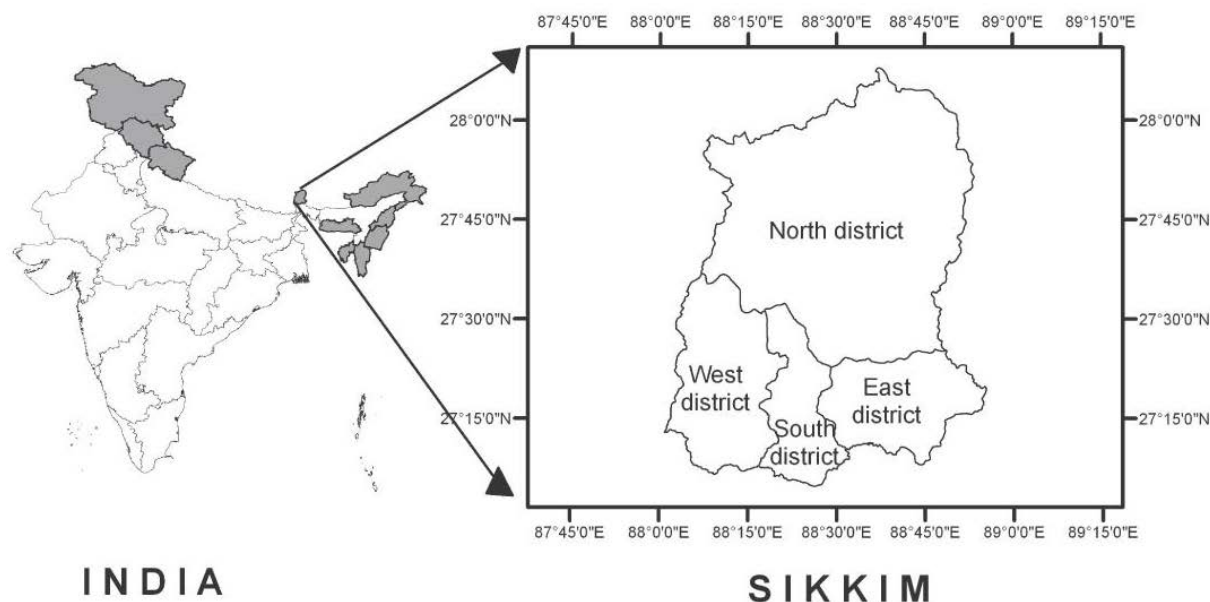 87°45'0"E 88°0'0"E 88°15'0"E 88°30'0"E 88°45'0"E 89°0'0"E 89°15'0"E
28°0'0"N 28°0'0"N
27°45'0"N North district 27°45'0"N
27°30'0"N 27°30'0"N
West
district
East
district
27°15'0"N 27°15'0"N
South
district
87°45'0"E 88°0'0"E 88°15'0"E 88°30'0"E 88°45'0"E 89°0'0"E 89°15'0"E
INDIA SIKKIM